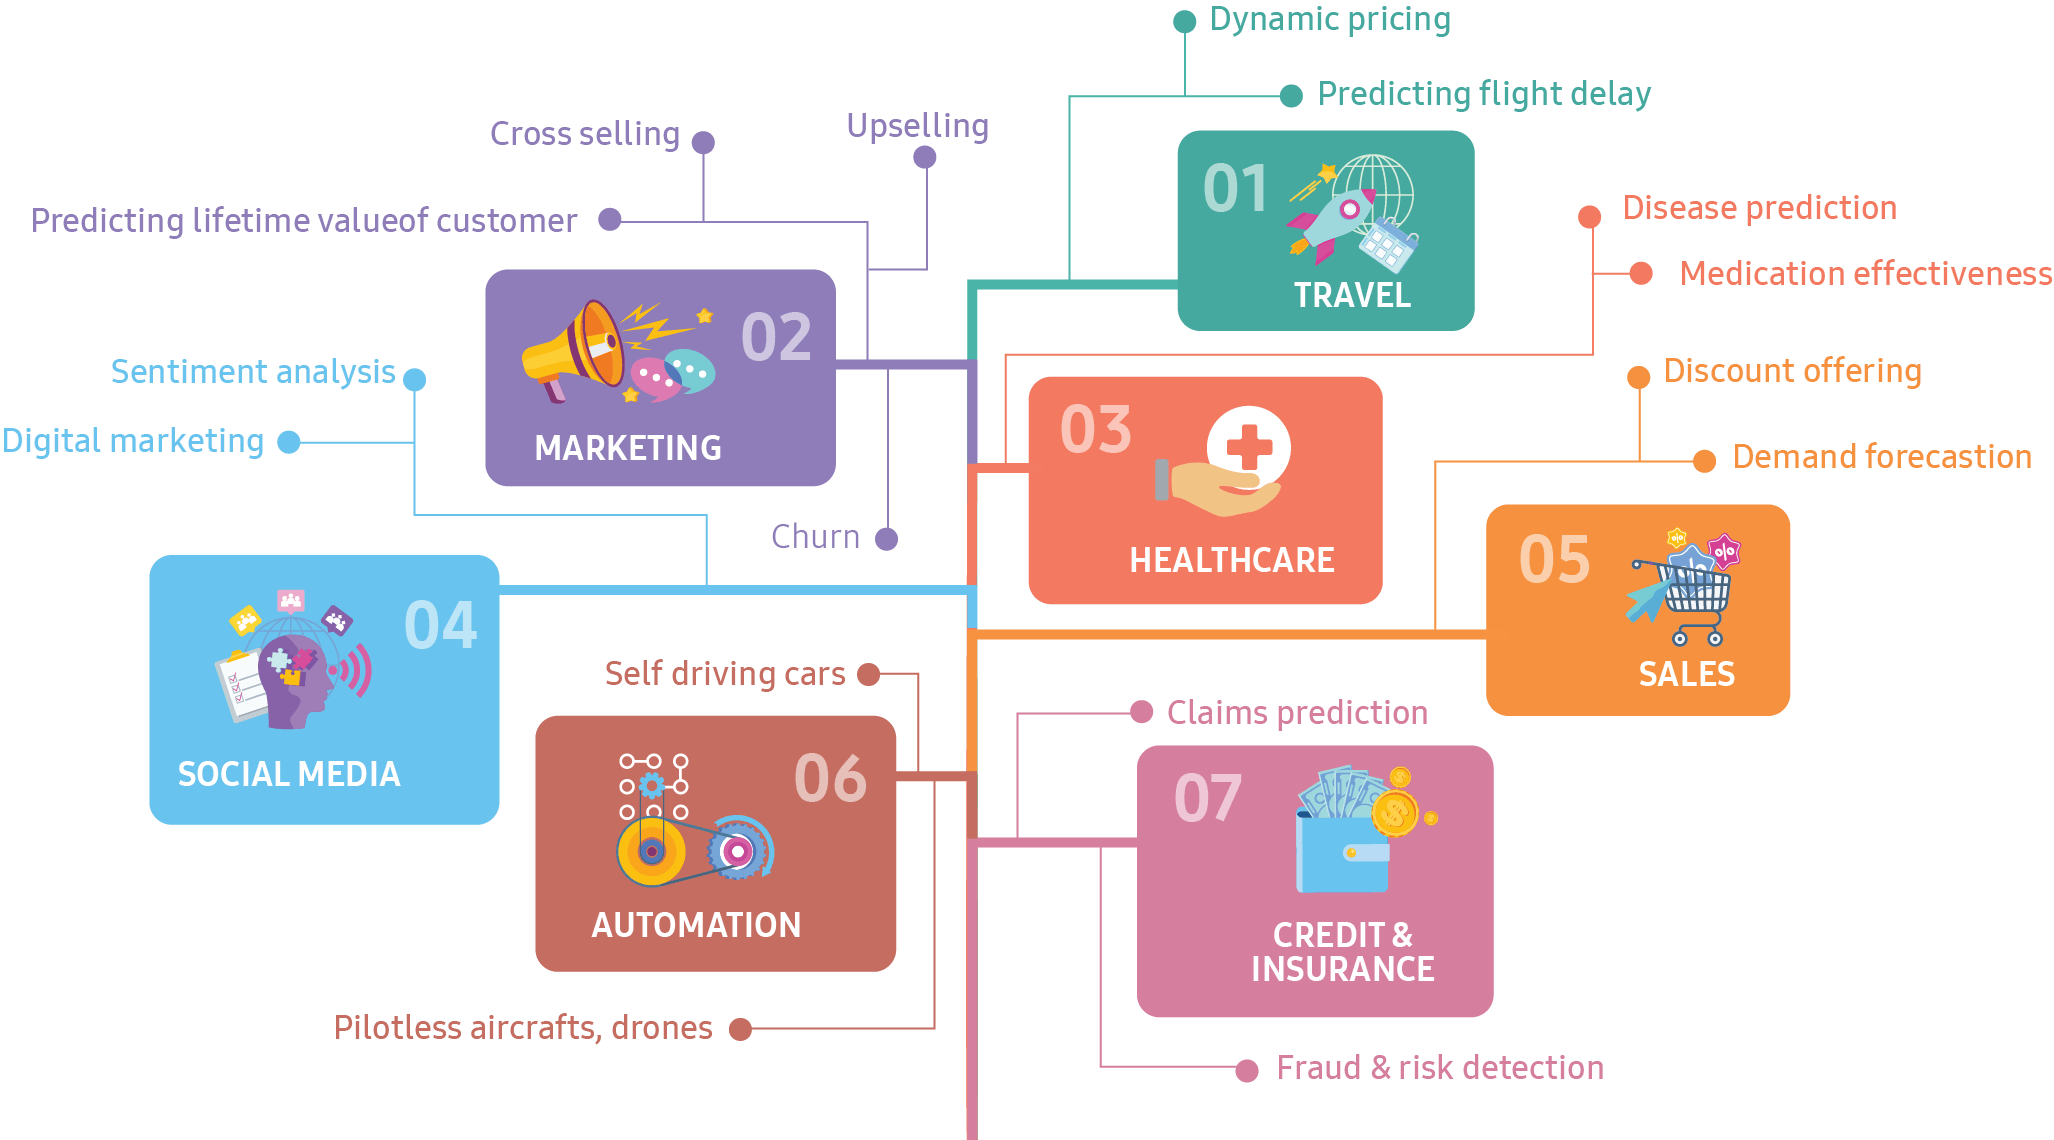 Dynamic pricing
Predicting flight delay
01
TRAVEL
Cross selling
Upselling
Predicting lifetime valueof customer
02
MARKETING
Churn
Disease prediction
Medication effectiveness
03
HEALTHCARE
Sentiment analysis
Digital marketing
04
SOCIAL MEDIA
Discount offering
Demand forecastion
05
%
%
%
SALES
Self driving cars
06
AUTOMATION
Pilotless aircrafts, drones
Claims prediction
07
$
CREDIT &
INSURANCE
Fraud & risk detection